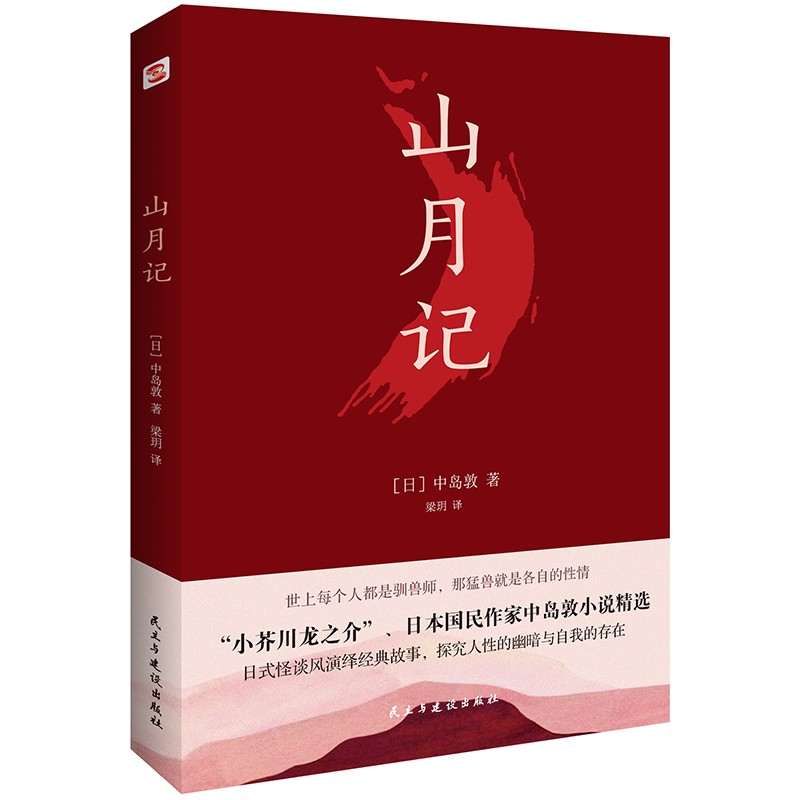 山月记
[日]中岛敦 著
梁玥 译
世上每个人都是驯兽师，那猛兽就是各自的性情
“小芥川龙之介”、日本国民作家中岛敦小说精选
日式怪谈风演绎经典故事，探究人性的幽暗与自我的存在
民主与建设出版社
山月记
[日]中岛敦 著 梁玥 译
民主与建设出版社